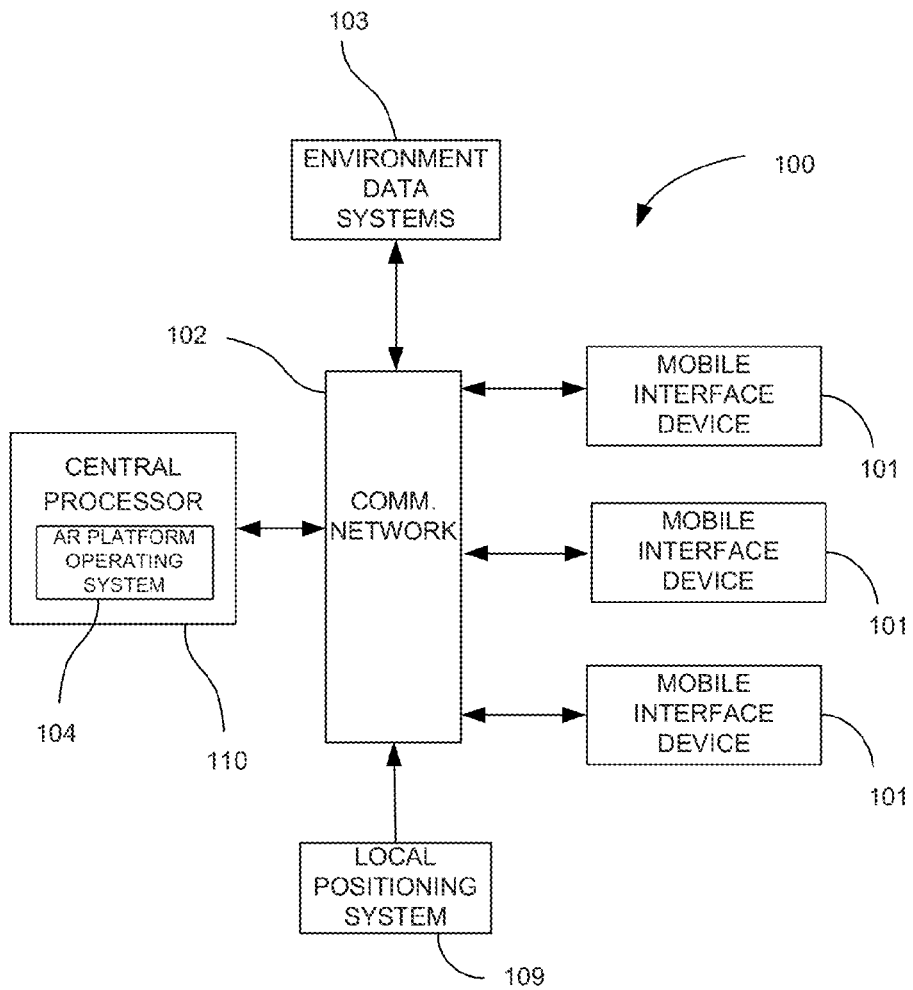 103
ENVIRONMENT
DATA
SYSTEMS
100
102
MOBILE
INTERFACE
DEVICE
101
CENTRAL
PROCESSOR
AR PLATFORM
OPERATING
SYSTEM
104
110
COMM.
NETWORK
MOBILE
INTERFACE
DEVICE
101
MOBILE
INTERFACE
DEVICE
101
LOCAL
POSITIONING
SYSTEM
109